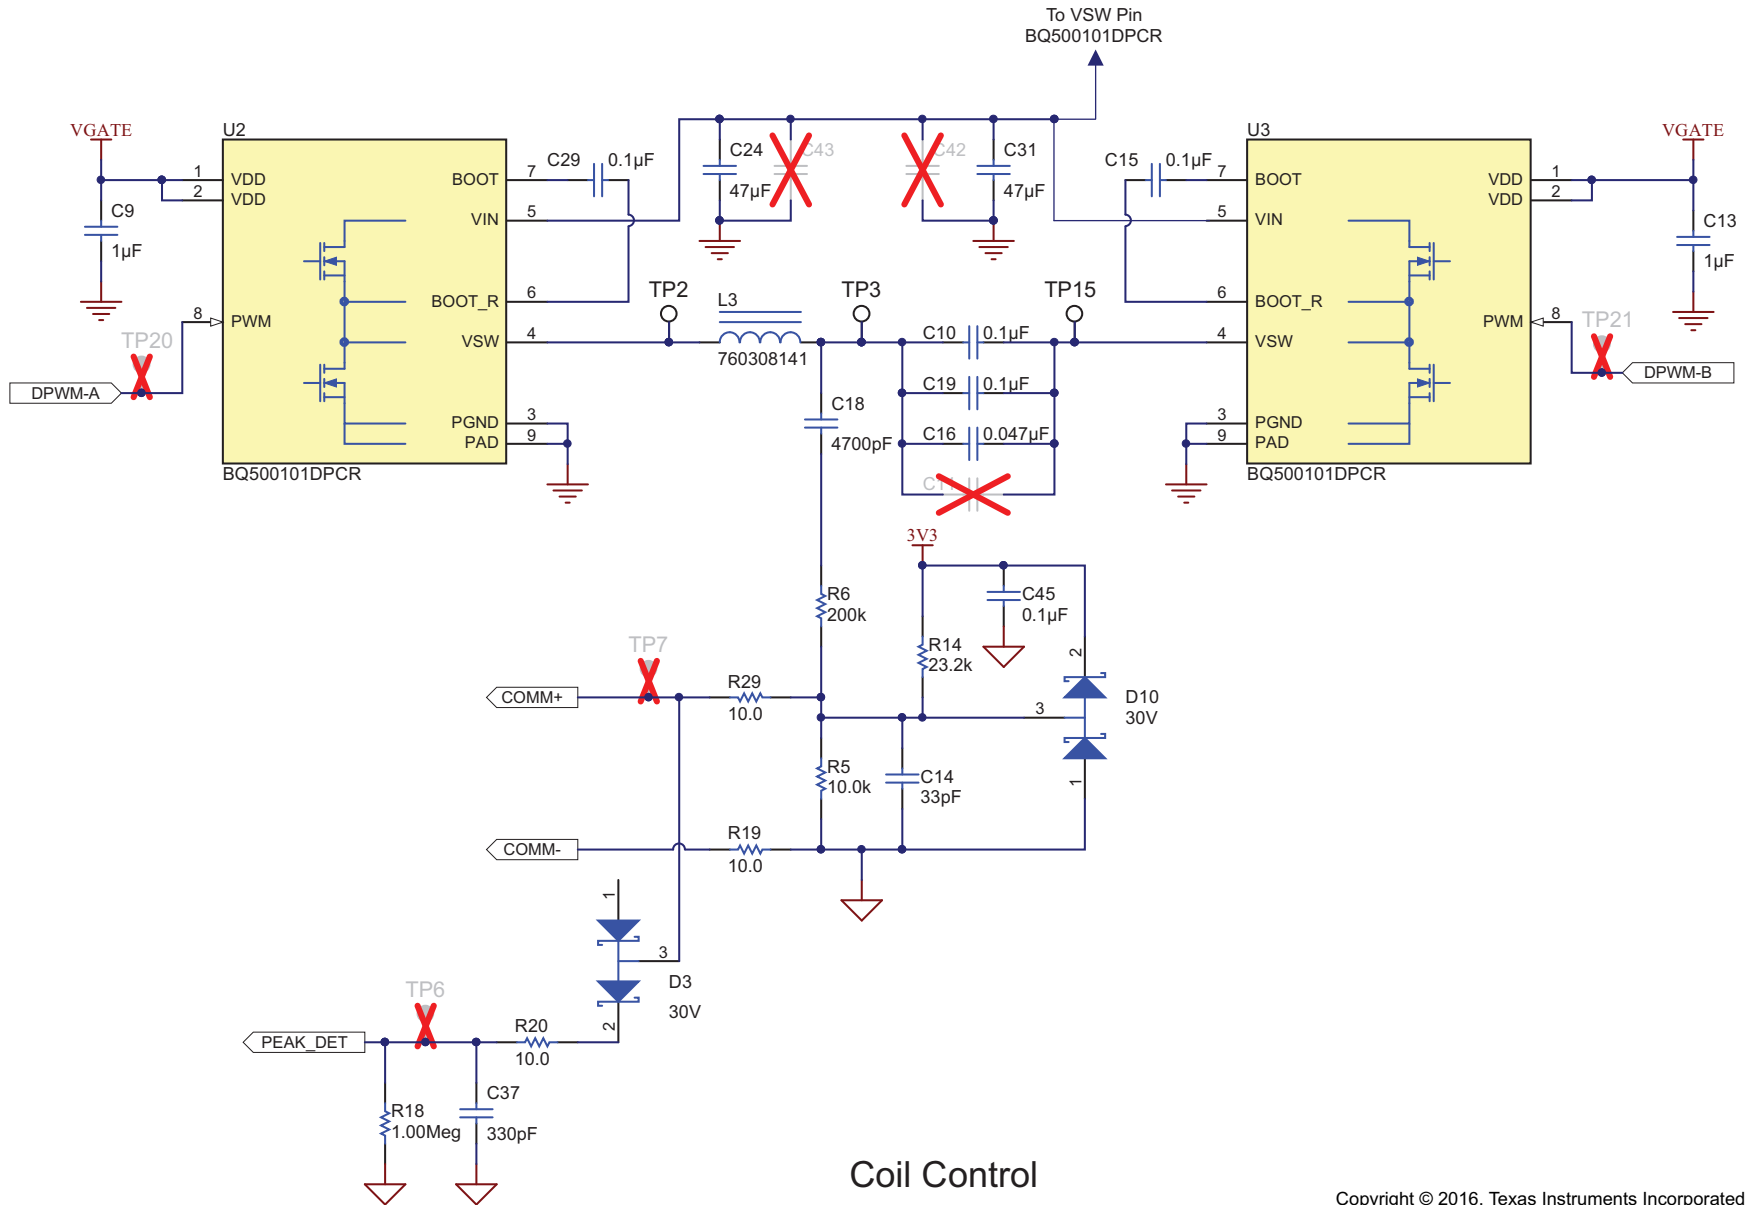 To VSW Pin
BQ500101DPCR
VGATE
U2
C29 0.1µF
C24
47µF
C43
C42
C31
47µF
C15 0.1µF
U3
VGATE
1 VDD
2 VDD
BOOT 7
VIN 5
BOOT_R 6
VSW 4
PGND 3
PAD 9
8 PWM
C9
1µF
TP20
DPWM-A
BQ500101DPCR
TP2
L3
760308141
TP3
TP15
C10 0.1µF
C19 0.1µF
C16 0.047µF
C18
4700pF
7 BOOT
5 VIN
6 BOOT_R
4 VSW
3 PGND
9 PAD
VDD 1
VDD 2
PWM 8
C13
1µF
TP21
DPWM-B
BQ500101DPCR
3V3
R6
200k
C45
0.1µF
R14
23.2k
TP7
COMM+
R29
10.0
2
3
1
D10
30V
R5
10.0k
C14
33pF
COMM-
R19
10.0
1
3
2
D3
30V
TP6
PEAK_DET
R20
10.0
R18
1.00Meg
C37
330pF
Coil Control
Copyright © 2016, Texas Instruments Incorporated